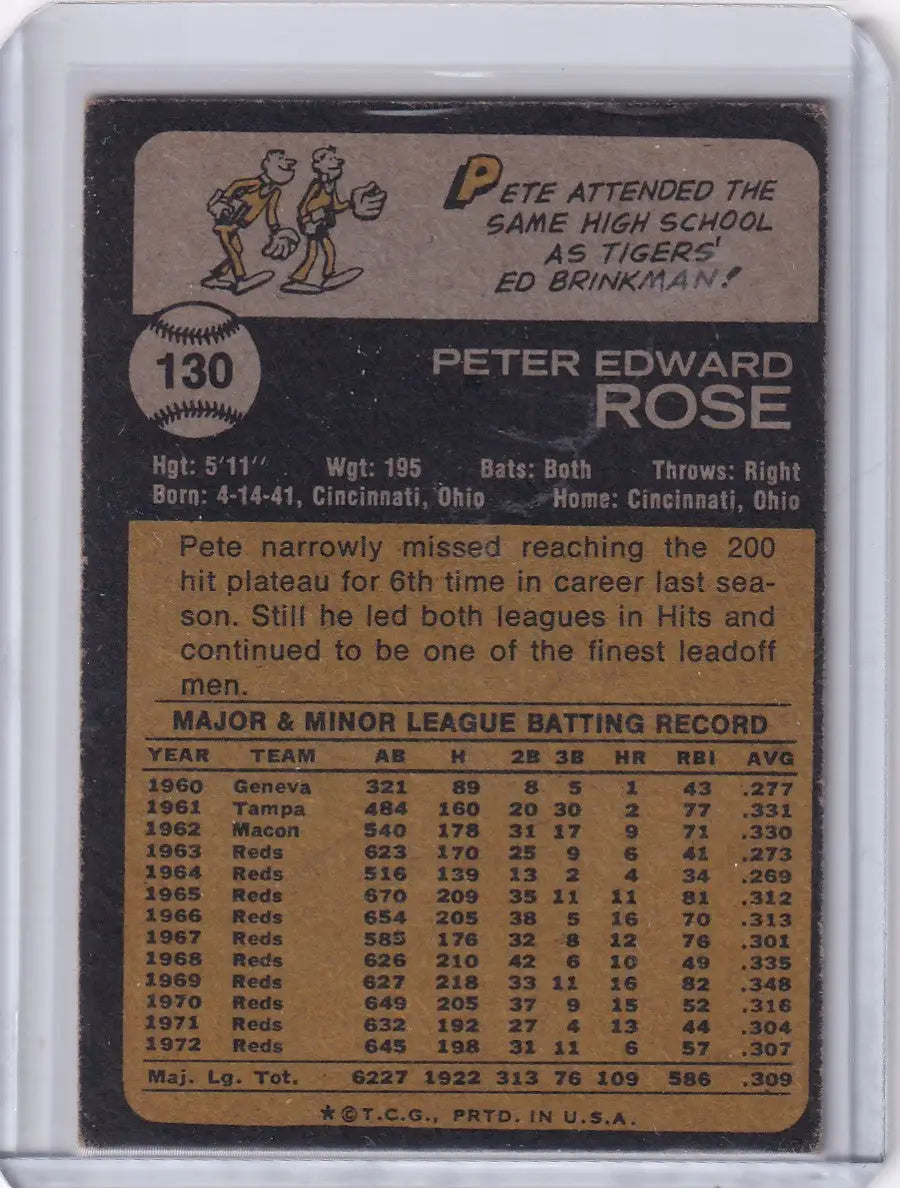 PETE ATTENDED THE
SAME HIGH SCHOOL
AS TIGERS'
ED BRINKMAN!
130
PETER EDWARD
ROSE
Hgt: 5'11" Wgt: 195 Bats: Both Throws: Right
Born: 4-14-41, Cincinnati, Ohio Home: Cincinnati, Ohio
Pete narrowly missed reaching the 200
hit plateau for 6th time in career last sea-
son. Still he led both leagues in Hits and
continued to be one of the finest leadoff
men.
MAJOR & MINOR LEAGUE BATTING RECORD
YEAR TEAM AB H 2B 3B HR RBI AVG
1960 Geneva 321 89 8 5 1 43 .277
1961 Tampa 484 160 20 30 2 77 .331
1962 Macon 540 178 31 17 9 71 .330
1963 Reds 623 170 25 9 6 41 .273
1964 Reds 516 139 13 2 4 34 .269
1965 Reds 670 209 35 11 11 81 .312
1966 Reds 654 205 38 5 16 70 .313
1967 Reds 585 176 32 8 12 76 .301
1968 Reds 626 210 42 6 10 49 .335
1969 Reds 627 218 33 11 16 82 .348
1970 Reds 649 205 37 9 15 52 .316
1971 Reds 632 192 27 4 13 44 .304
1972 Reds 645 198 31 11 6 57 .307
Maj. Lg. Tot. 6227 1922 313 76 109 586 .309
★©T.C.G., PRTD. IN U.S.A.